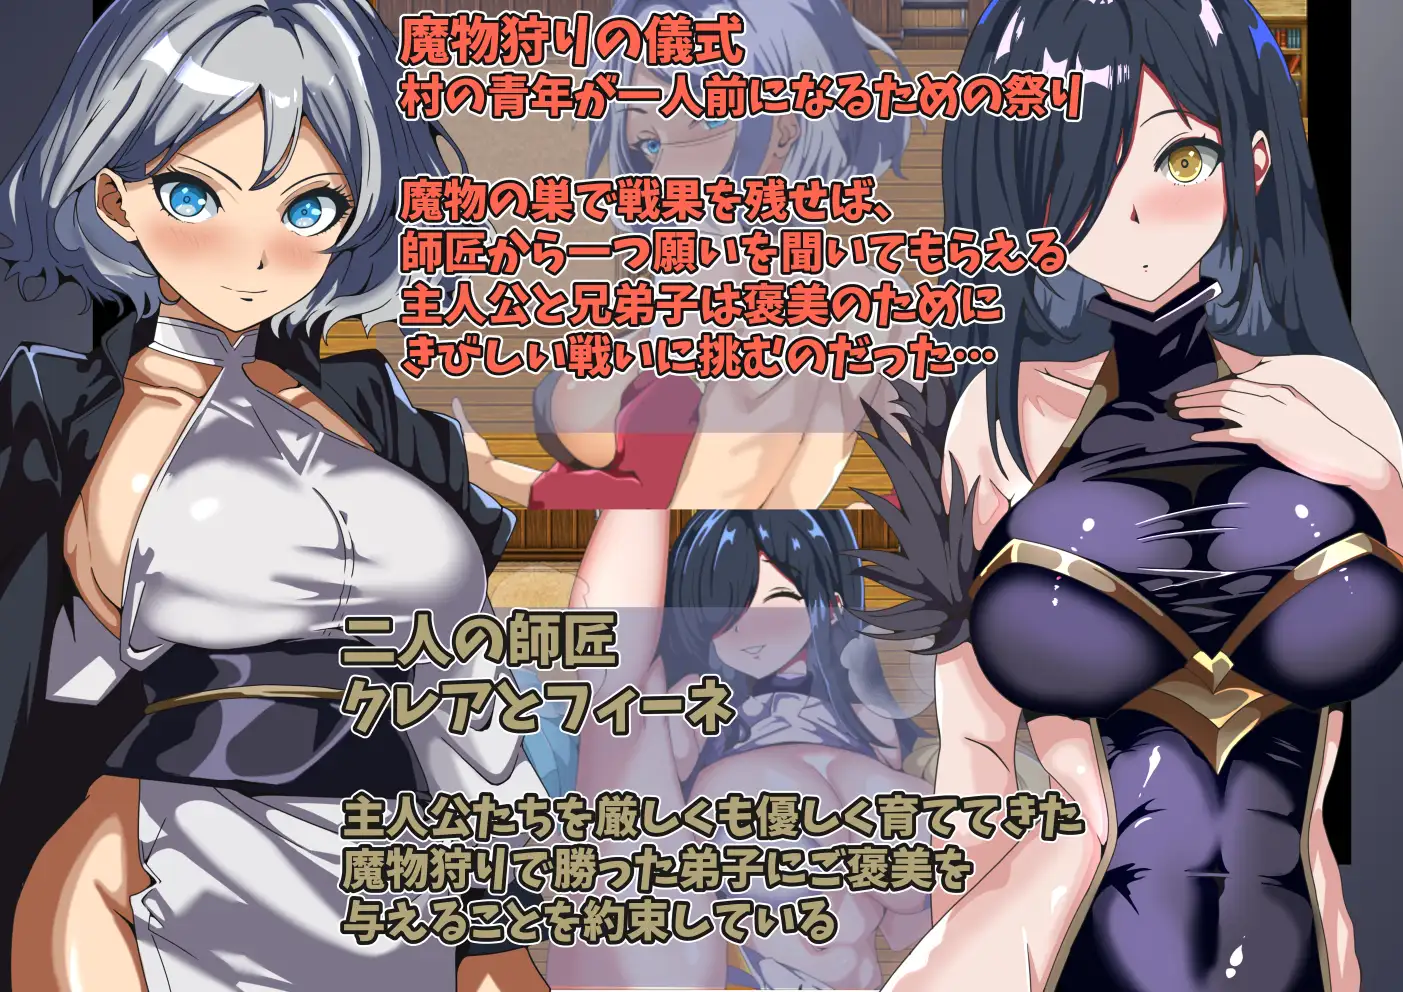 魔物狩りの儀式
村の青年が一人前になるための祭り
魔物の巣で戦果を残せば、
師匠から一つ願いを聞いてもらえる
主人公と兄弟子は褒美のために
きびしい戦いに挑むのだった…
二人の師匠
クレアとフィーネ
主人公たちを厳しくも優しく育ててきた
魔物狩りで勝った弟子にご褒美を
与えることを約束している